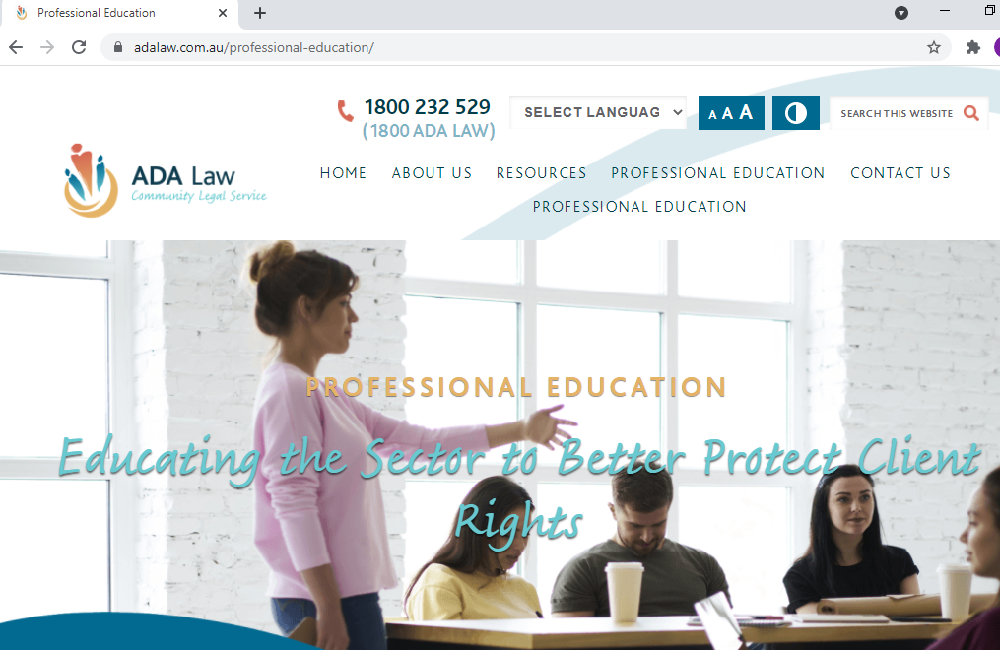 Professional Education
adalaw.com.au/professional-education/
1800 232 529
(1800 ADA LAW)
SELECT LANGUAG
A A A
SEARCH THIS WEBSITE
ADA Law
Community Legal Service
HOME ABOUT US RESOURCES PROFESSIONAL EDUCATION CONTACT US
PROFESSIONAL EDUCATION
PROFESSIONAL EDUCATION
Educating the Sector to Better Protect Client
Rights